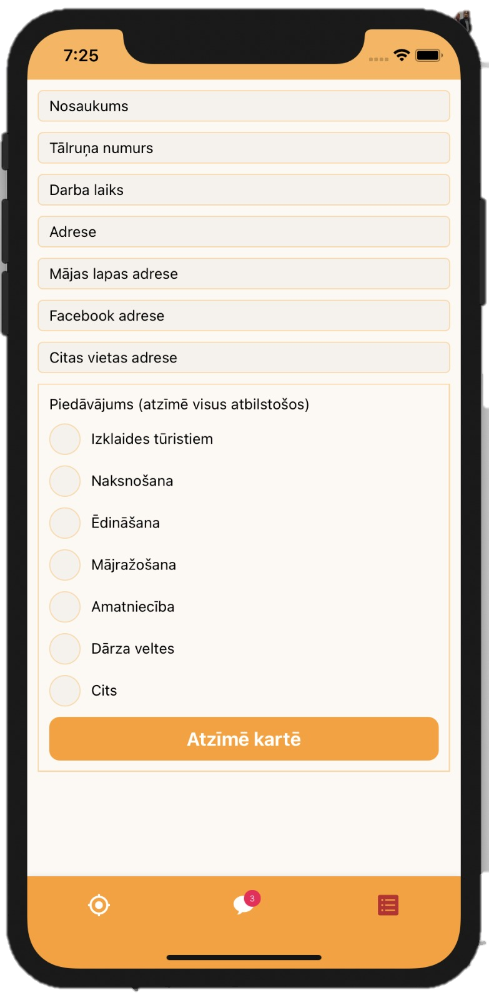 7:25
Nosaukums
Tālruņa numurs
Darba laiks
Adrese
Mājas lapas adrese
Facebook adrese
Citas vietas adrese
Piedāvājums (atzīmē visus atbilstošos)
Izklaides tūristiem
Naksnošana
Ēdināšana
Mājražošana
Amatniecība
Dārza veltes
Cits
Atzīmē kartē
3